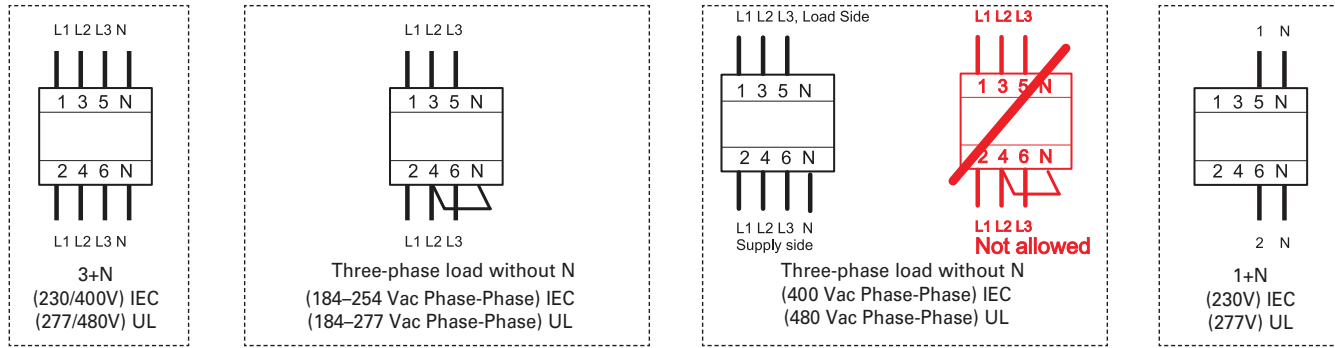 L1 L2 L3 N
1 3 5 N
2 4 6 N
L1 L2 L3 N
3+N
(230/400V) IEC
(277/480V) UL
L1 L2 L3
1 3 5 N
2 4 6 N
L1 L2 L3
Three-phase load without N
(184–254 Vac Phase-Phase) IEC
(184–277 Vac Phase-Phase) UL
L1 L2 L3, Load Side
1 3 5 N
2 4 6 N
L1 L2 L3 N
Supply side
L1 L2 L3
1 3 5 N
2 4 6 N
L1 L2 L3
Not allowed
Three-phase load without N
(400 Vac Phase-Phase) IEC
(480 Vac Phase-Phase) UL
1 N
1 3 5 N
2 4 6 N
2 N
1+N
(230V) IEC
(277V) UL